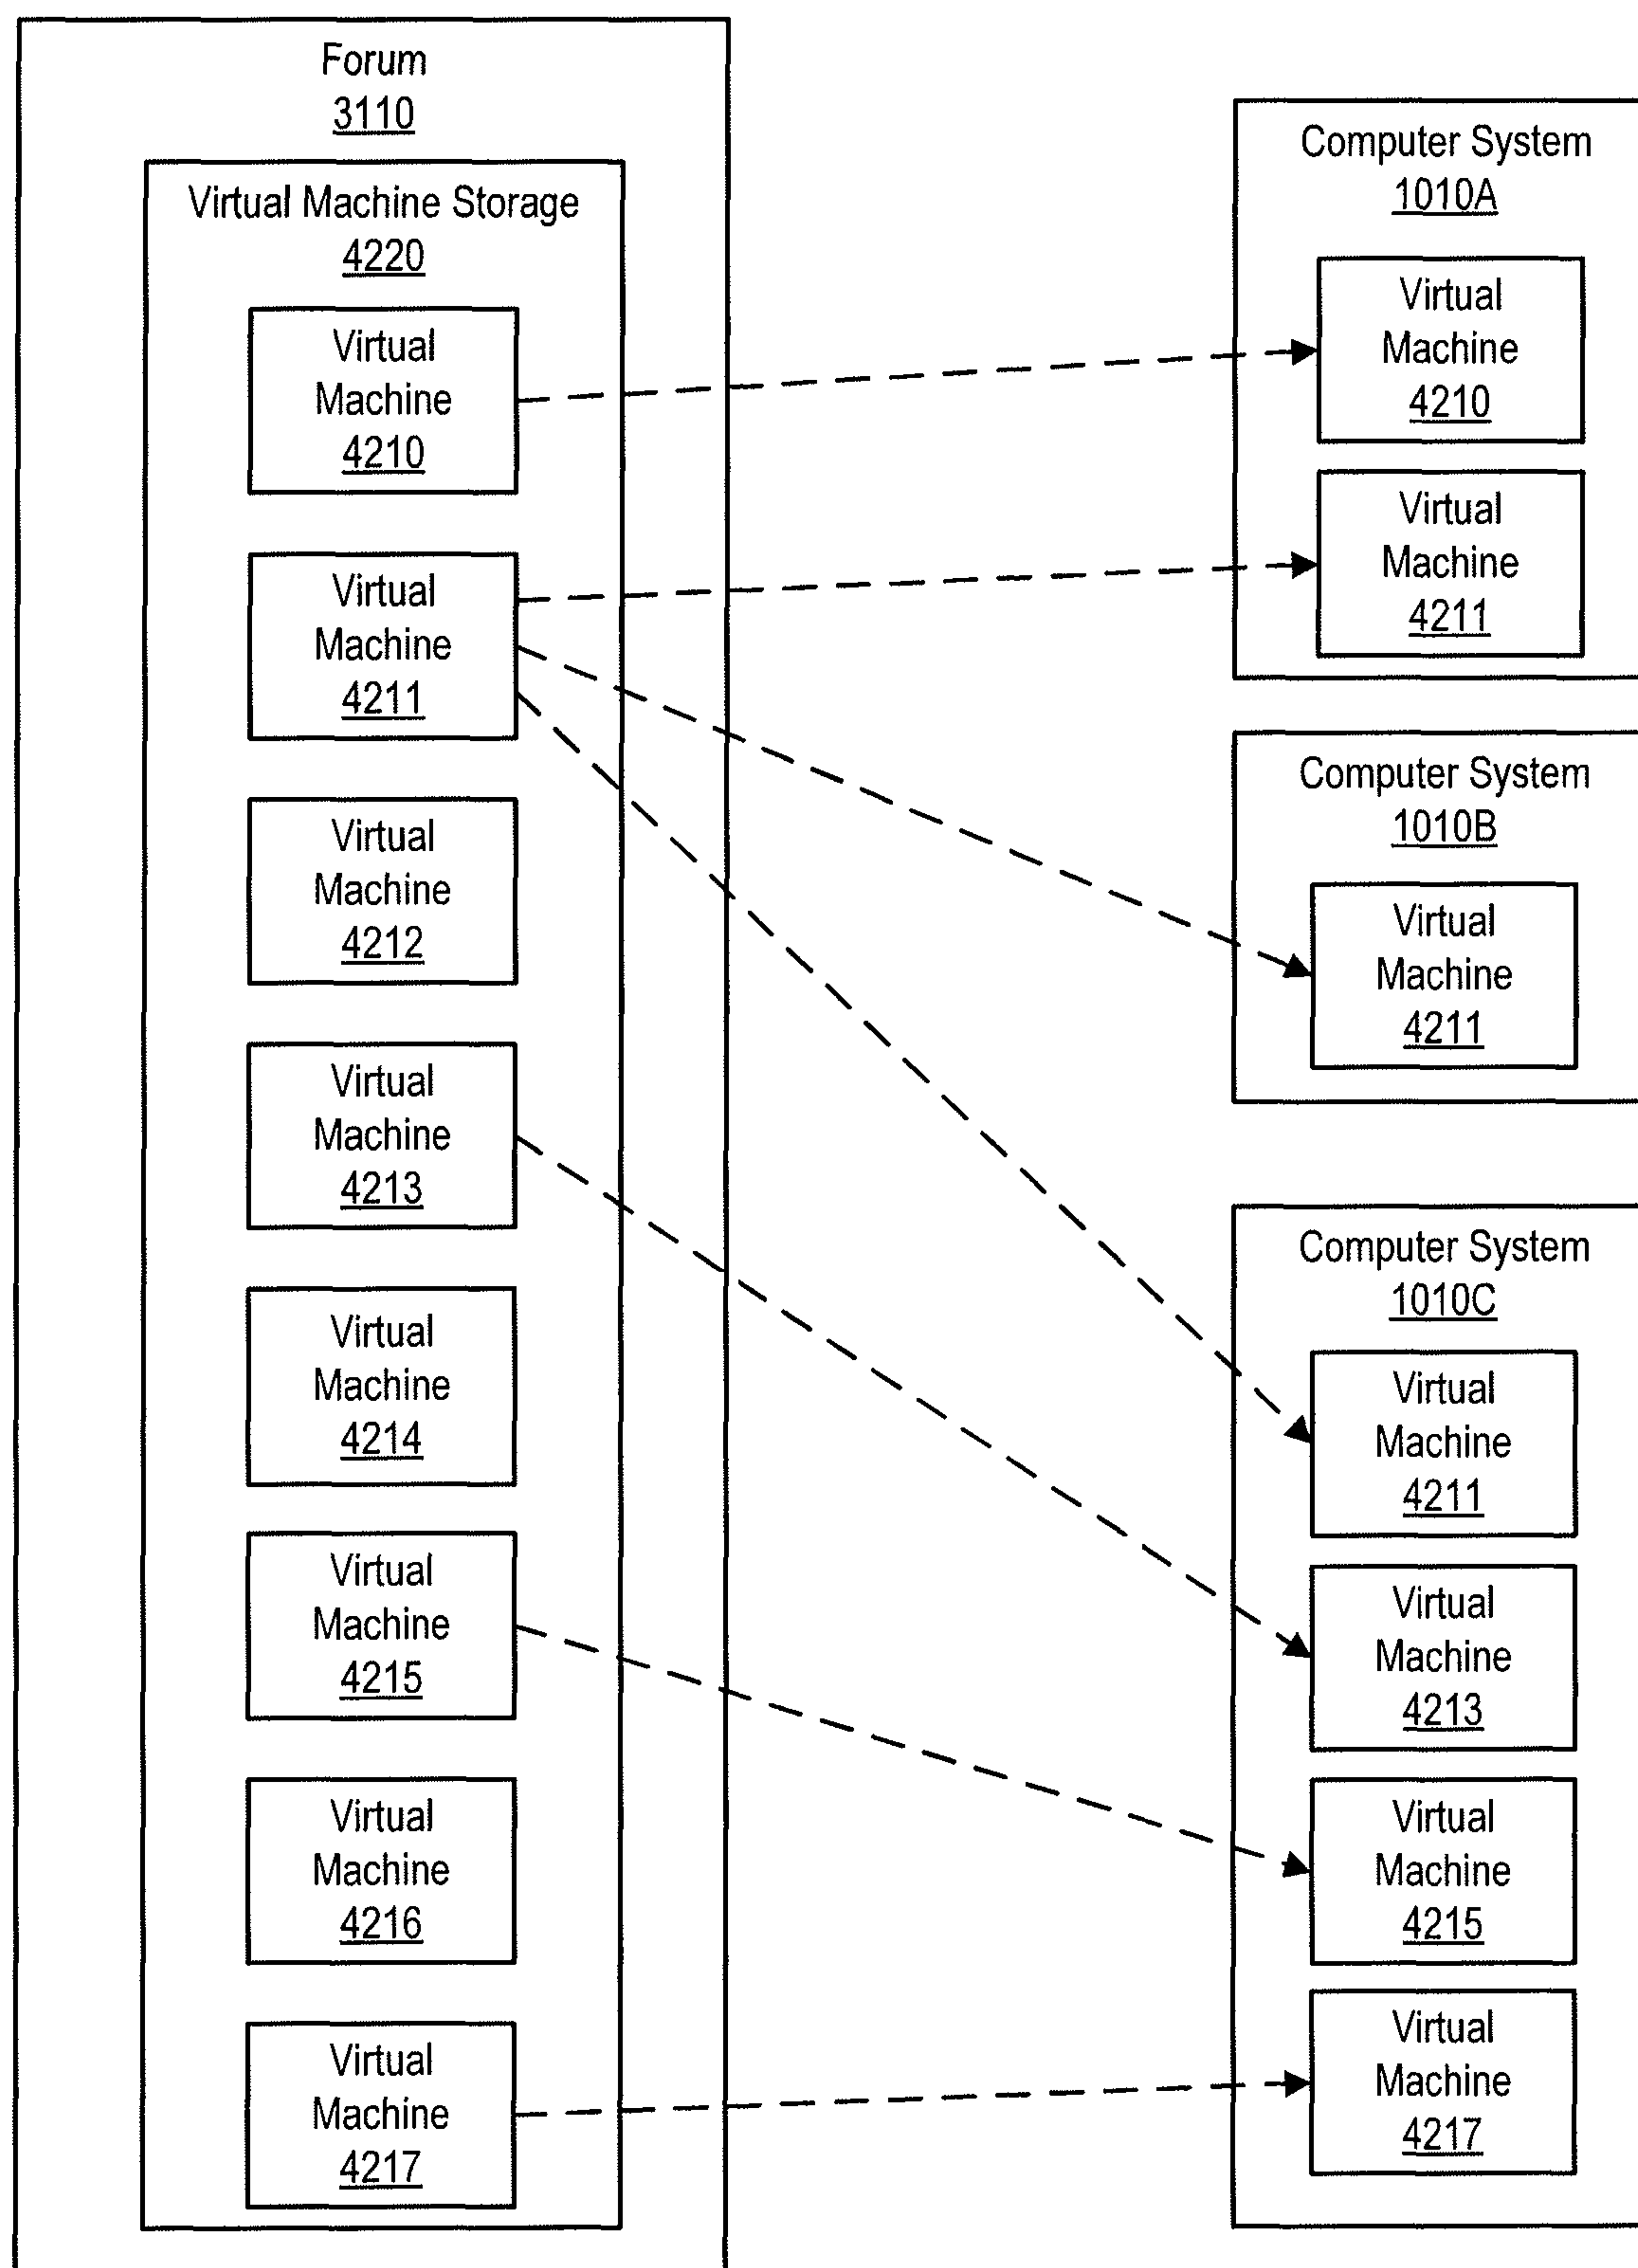 Forum
3110
Virtual Machine Storage
4220
Virtual
Machine
4210
Virtual
Machine
4211
Virtual
Machine
4212
Virtual
Machine
4213
Virtual
Machine
4214
Virtual
Machine
4215
Virtual
Machine
4216
Virtual
Machine
4217
Computer System
1010A
Virtual
Machine
4210
Virtual
Machine
4211
Computer System
1010B
Virtual
Machine
4211
Computer System
1010C
Virtual
Machine
4211
Virtual
Machine
4213
Virtual
Machine
4215
Virtual
Machine
4217